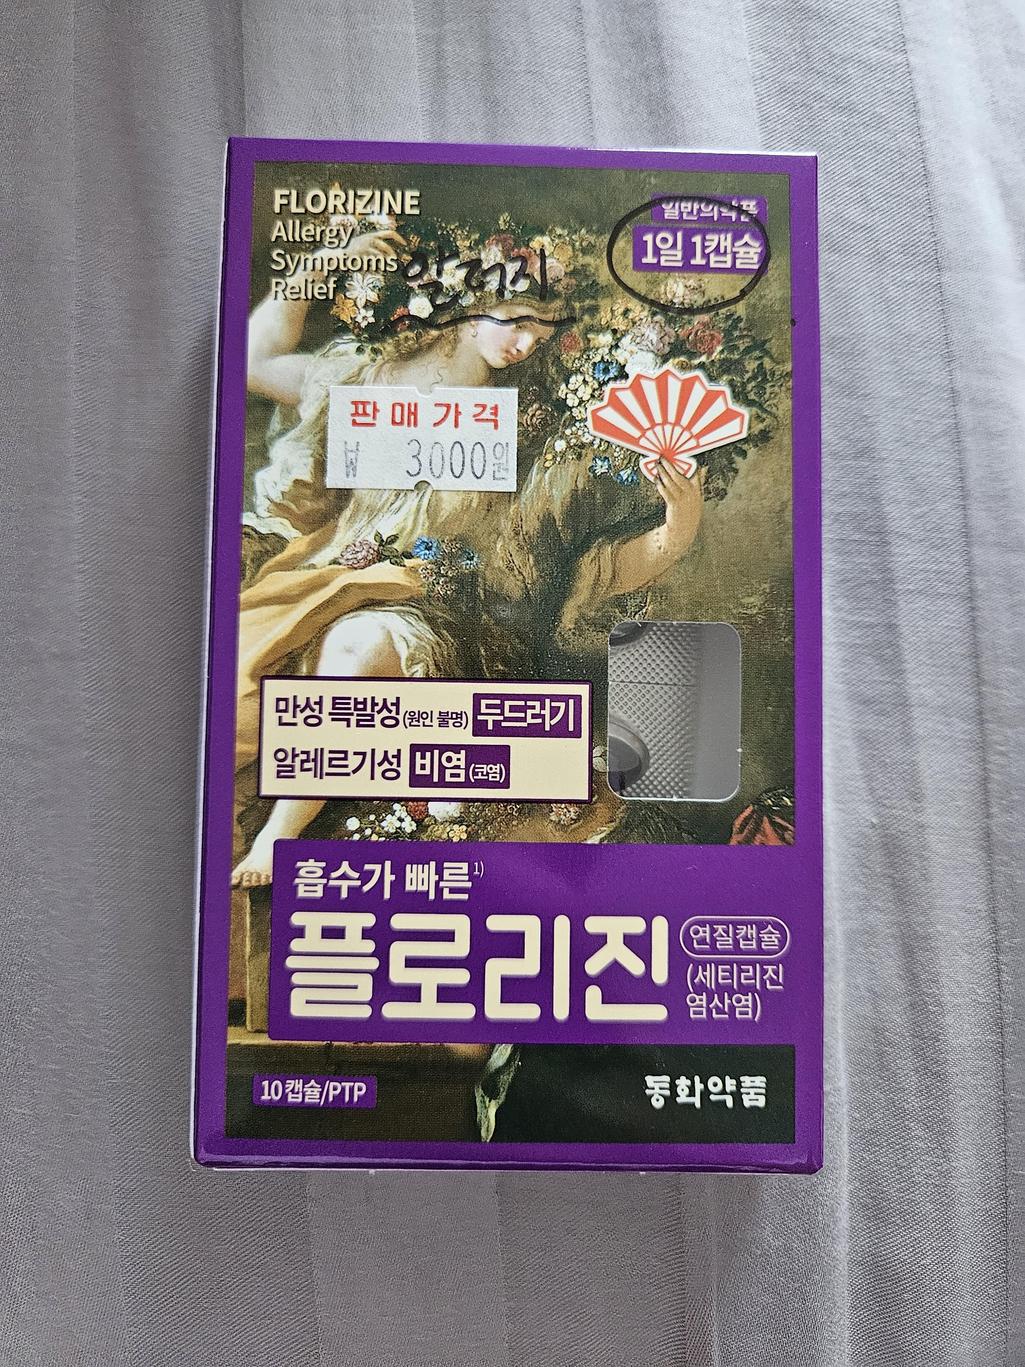 FLORIZINE
Allergy
Symptoms
Relief
일반의약품
1일 1캡슐
알러지
판매가격
₩ 3000원
만성 특발성(원인 불명) 두드러기
알레르기성 비염(코염)
흡수가 빠른1)
플로리진
연질캡슐
(세티리진
염산염)
10캡슐/PTP
동화약품